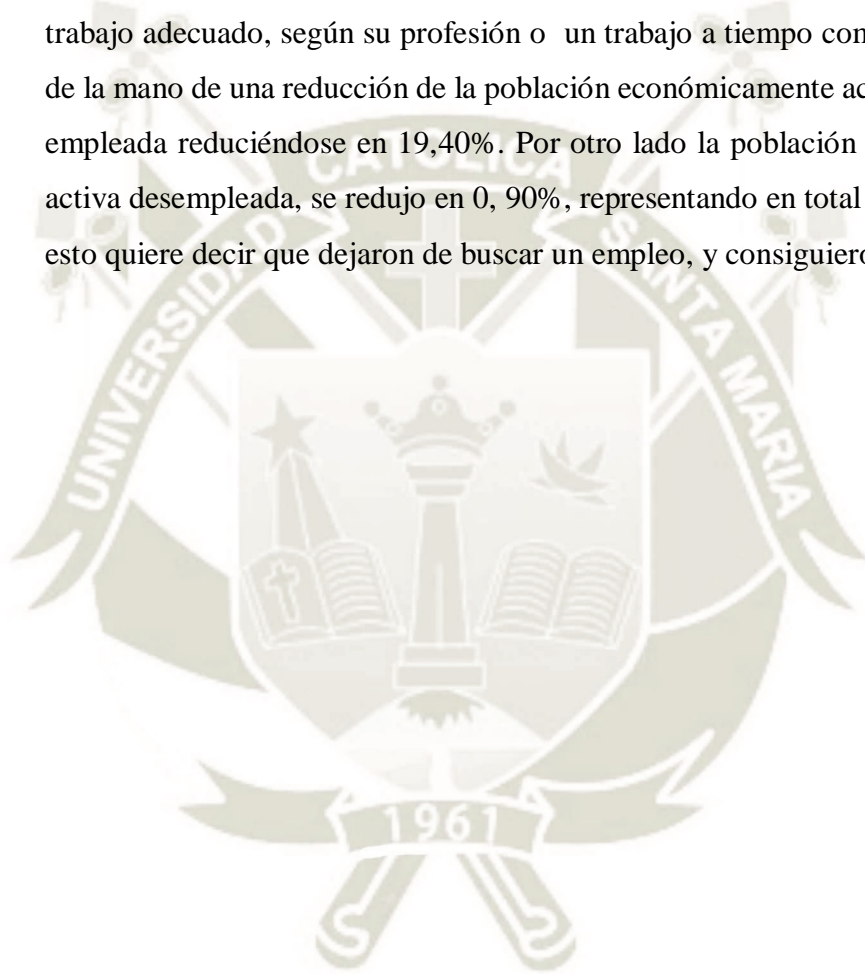 trabajo adecuado, según su profesión o un trabajo a tiempo con
de la mano de una reducción de la población económicamente ac
empleada reduciéndose en 19,40%. Por otro lado la población
activa desempleada, se redujo en 0, 90%, representando en total
esto quiere decir que dejaron de buscar un empleo, y consiguiero
UNIVERSIDAD CATOLICA SANTA MARIA
1961